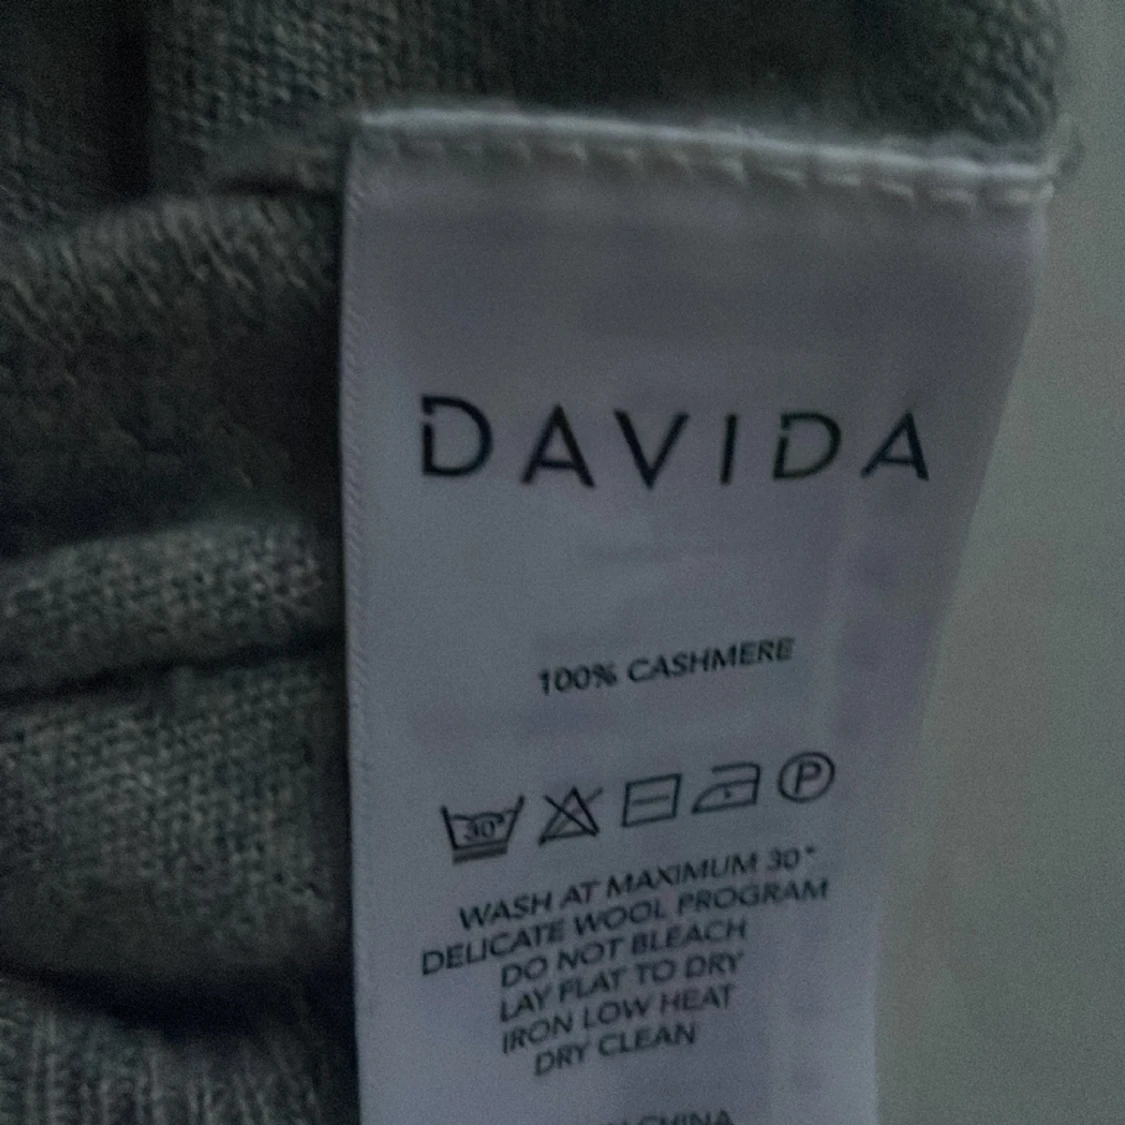 DAVIDA
100% CASHMERE
30°
P
WASH AT MAXIMUM 30°
DELICATE WOOL PROGRAM
DO NOT BLEACH
LAY FLAT TO DRY
IRON LOW HEAT
DRY CLEAN
CHINA